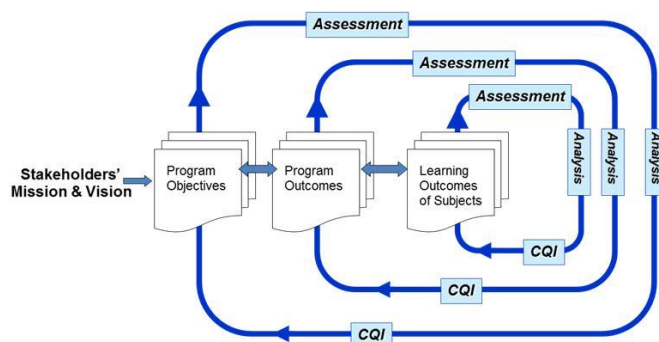 Assessment
Assessment
Assessment
Stakeholders'
Mission & Vision
Program
Objectives
Program
Outcomes
Learning
Outcomes
of Subjects
Analysis
Analysis
Analysis
CQI
CQI
CQI